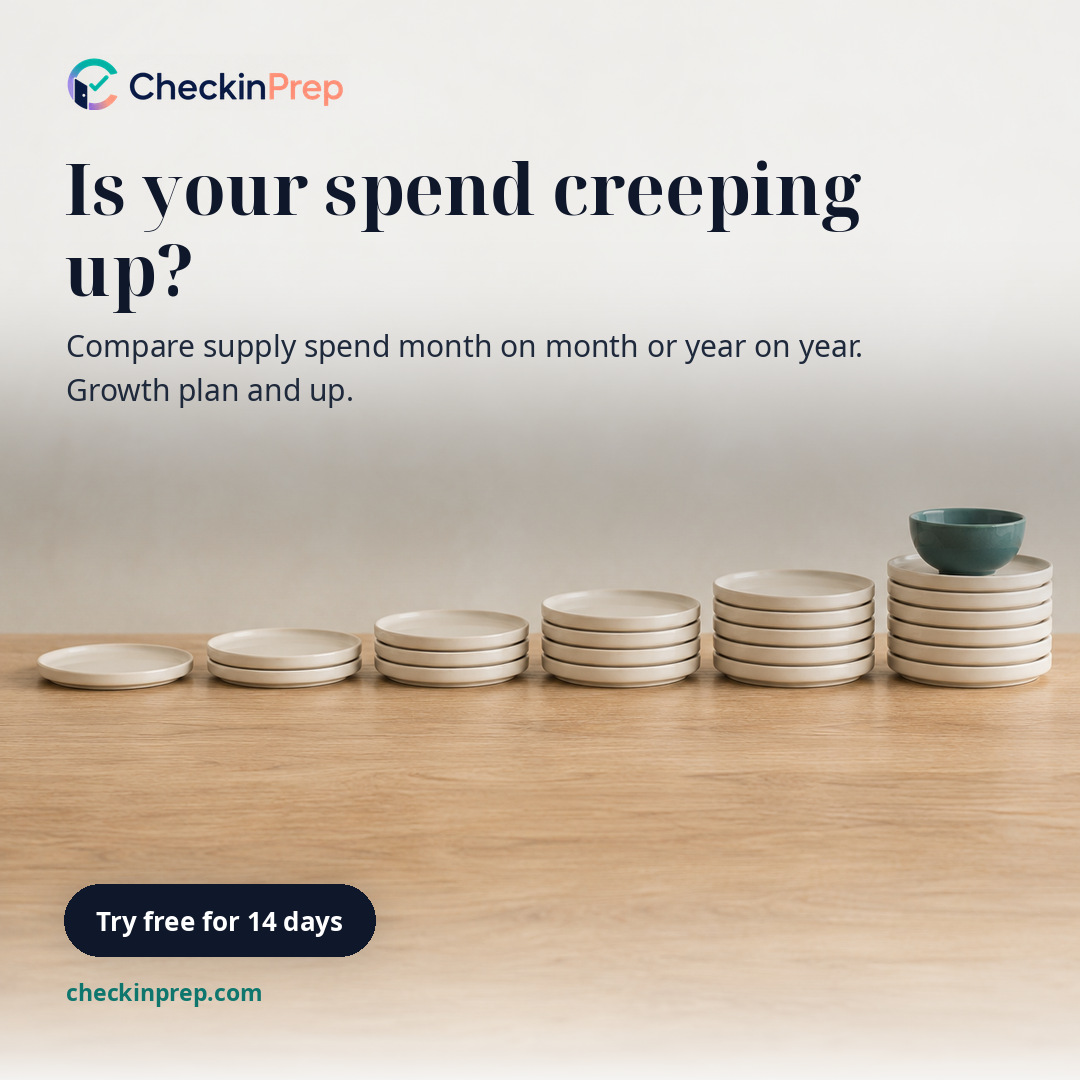 CheckinPrep
Is your spend creeping
up?
Compare supply spend month on month or year on year.
Growth plan and up.
Try free for 14 days
checkinprep.com